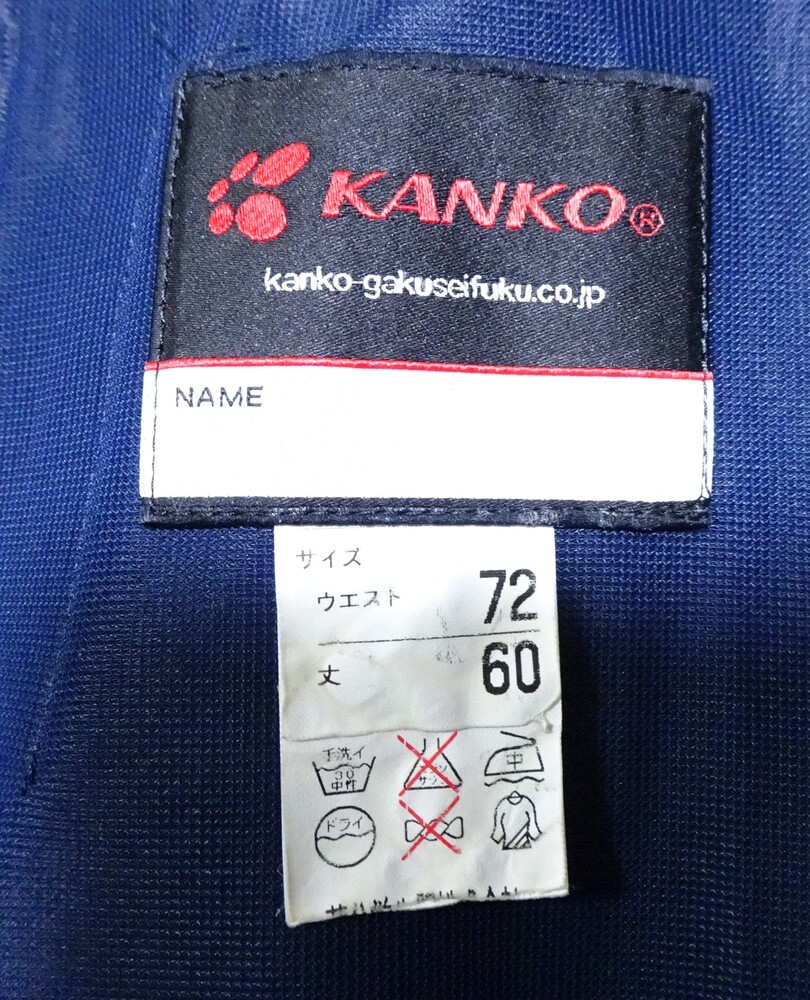 KANKO®
kanko-gakuseifuku.co.jp
NAME
サイズ
ウエスト 72
丈 60
手洗イ
30
中性
中
ドライ